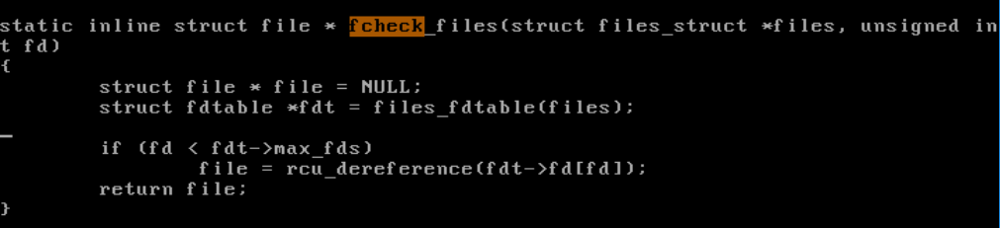 static inline struct file * fcheck_files(struct files_struct *files, unsigned in
t fd)
{
        struct file * file = NULL;
        struct fdtable *fdt = files_fdtable(files);

        if (fd < fdt->max_fds)
                file = rcu_dereference(fdt->fd[fd]);
        return file;
}